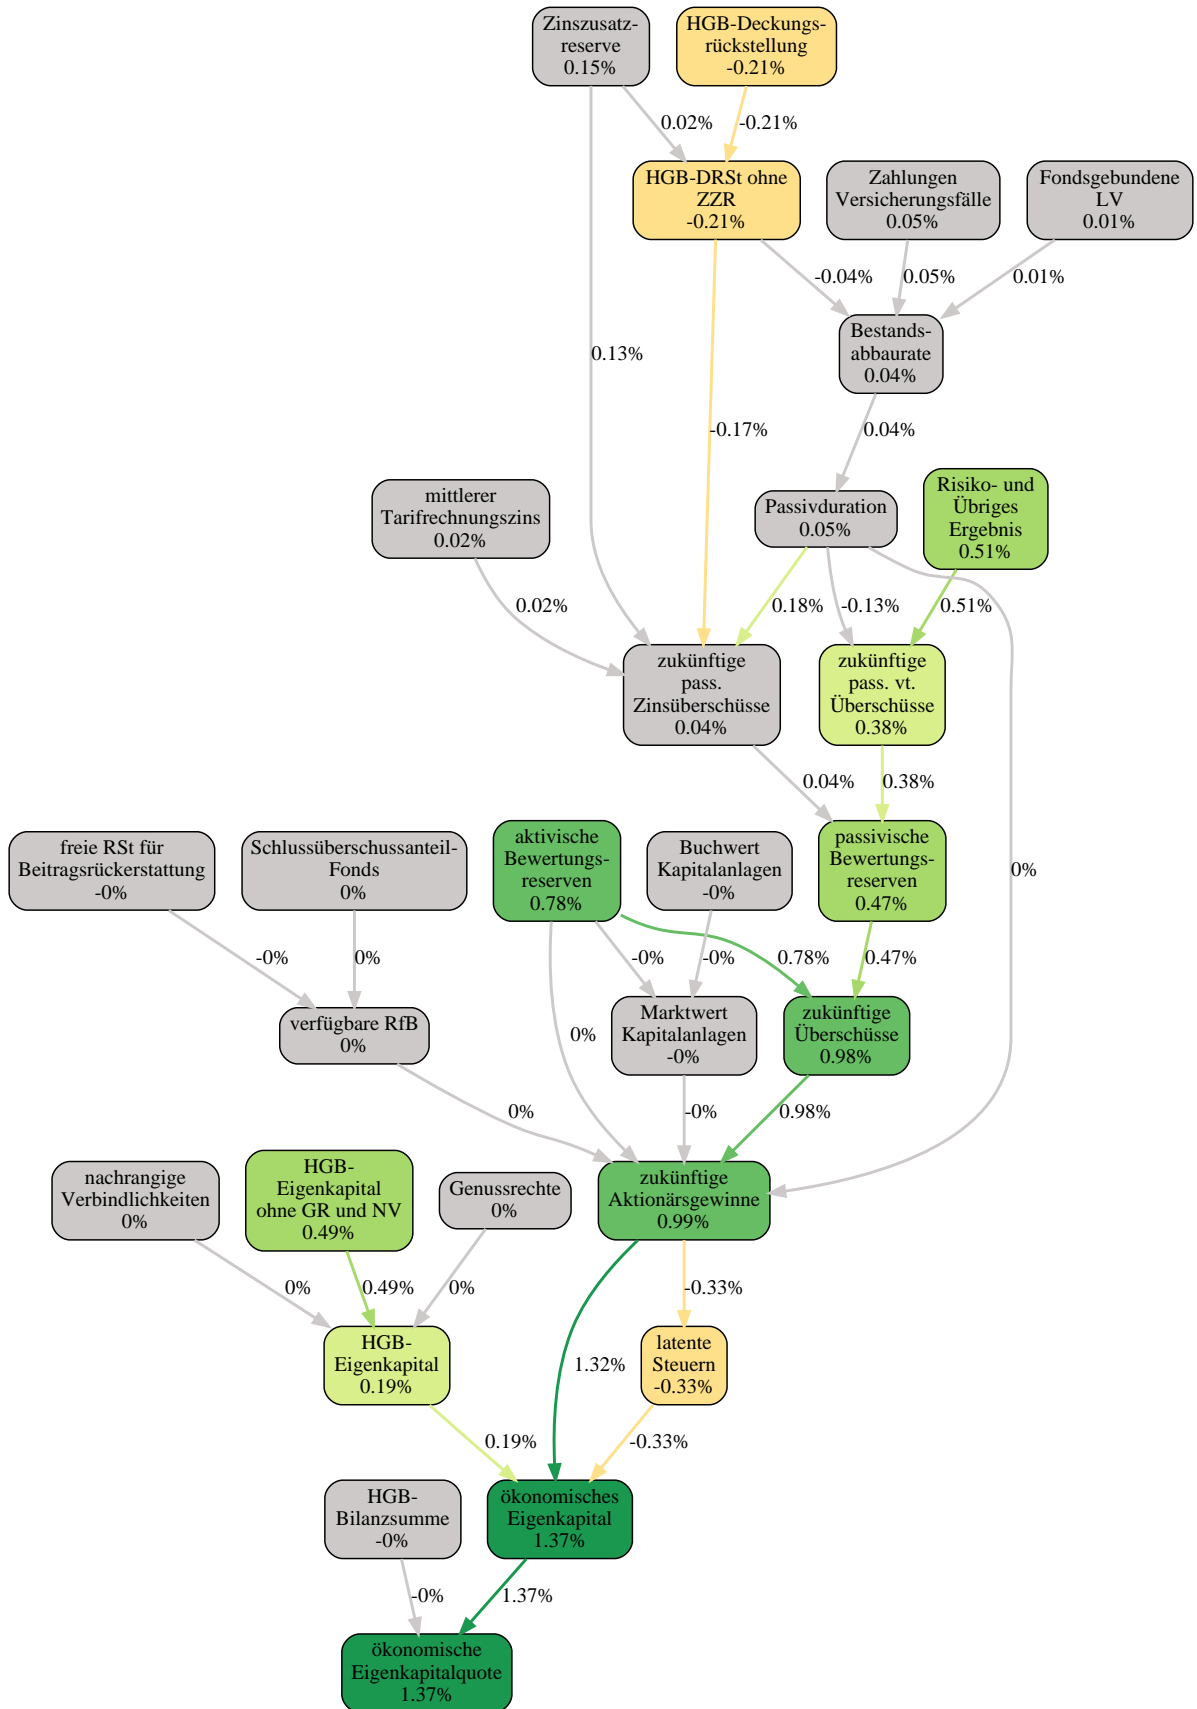 Zinszusatz-
reserve
0.15%
HGB-Deckungs-
rückstellung
-0.21%
0.02%
-0.21%
HGB-DRSt ohne
ZZR
-0.21%
Zahlungen
Versicherungsfälle
0.05%
Fondsgebundene
LV
0.01%
-0.04%
0.05%
0.01%
Bestands-
abbaurate
0.04%
0.13%
-0.17%
0.04%
mittlerer
Tarifrechnungszins
0.02%
Passivduration
0.05%
Risiko- und
Übriges
Ergebnis
0.51%
0.02%
0.18%
-0.13%
0.51%
zukünftige
pass.
Zinsüberschüsse
0.04%
zukünftige
pass. vt.
Überschüsse
0.38%
0.04%
0.38%
freie RSt für
Beitragsrückerstattung
-0%
Schlussüberschussanteil-
Fonds
0%
aktivische
Bewertungs-
reserven
0.78%
Buchwert
Kapitalanlagen
-0%
passivische
Bewertungs-
reserven
0.47%
0%
-0%
0%
-0%
-0%
0.78%
0.47%
verfügbare RfB
0%
0%
Marktwert
Kapitalanlagen
-0%
zukünftige
Überschüsse
0.98%
0%
-0%
0.98%
nachrangige
Verbindlichkeiten
0%
HGB-
Eigenkapital
ohne GR und NV
0.49%
Genussrechte
0%
zukünftige
Aktionärsgewinne
0.99%
0%
0.49%
0%
-0.33%
HGB-
Eigenkapital
0.19%
1.32%
latente
Steuern
-0.33%
0.19%
-0.33%
HGB-
Bilanzsumme
-0%
ökonomisches
Eigenkapital
1.37%
-0%
1.37%
ökonomische
Eigenkapitalquote
1.37%